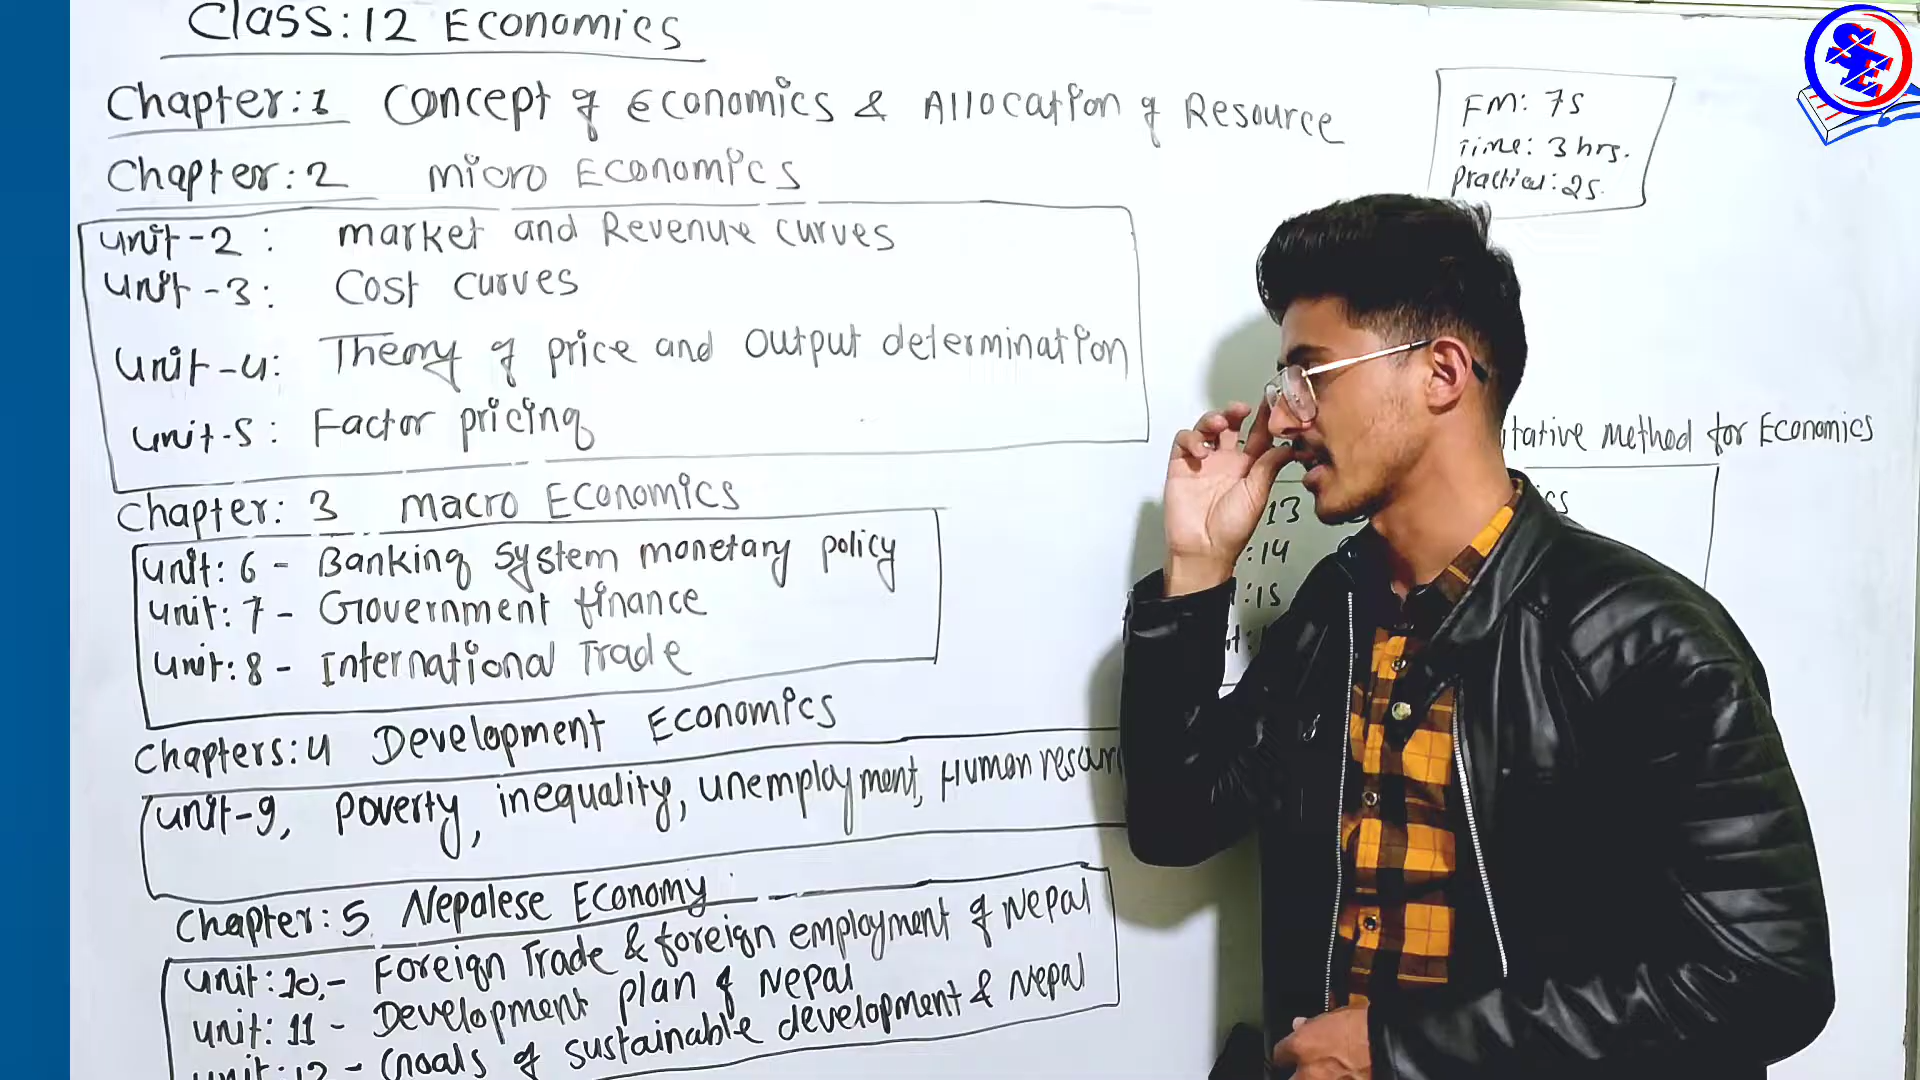 Class: 12 Economics
Chapter: 1 Concept of Economics & Allocation of Resource
Chapter: 2 micro Economics
unit-2: market and Revenue curves
unit-3: Cost curves
unit-4: Theory of price and output determination
unit-5: Factor pricing
Chapter: 3 macro Economics
unit: 6 - Banking system monetary policy
unit: 7 - Government finance
unit: 8 - International Trade
Chapters: 4 Development Economics
unit-9, Poverty, inequality, unemployment, Human
Chapter: 5. Nepalese Economy
unit: 10.- Foreign Trade & foreign employment of Nepal
unit: 11 - Development plan of Nepal
unit: 12 - Goals of sustainable development & Nepal
FM: 75
Time: 3 hrs.
Practical: 25.
Method for Economics
13
: 14
: 15